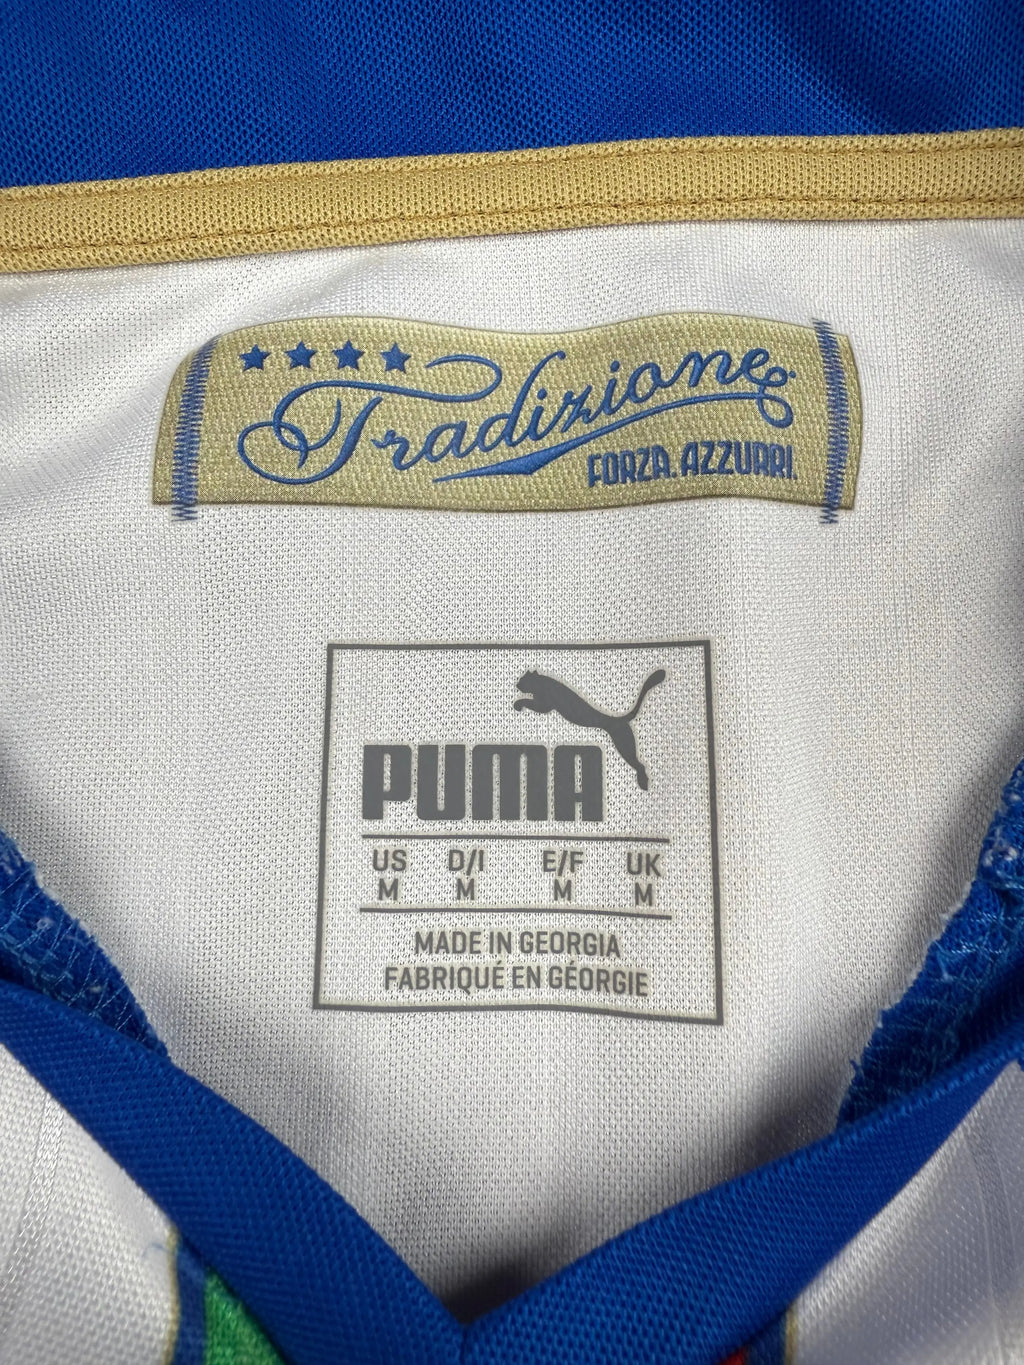 Tradizione
FORZA. AZZURRI.
PUMA
US D/I E/F UK
M M M M
MADE IN GEORGIA
FABRIQUÉ EN GÉORGIE